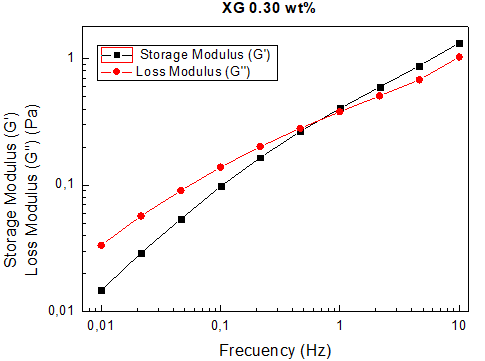 XG 0.30 wt%
Storage Modulus (G')
Loss Modulus (G'')
Storage Modulus (G')
Loss Modulus (G'') (Pa)
1
0,1
0,01
0,01 0,1 1 10
Frecuency (Hz)